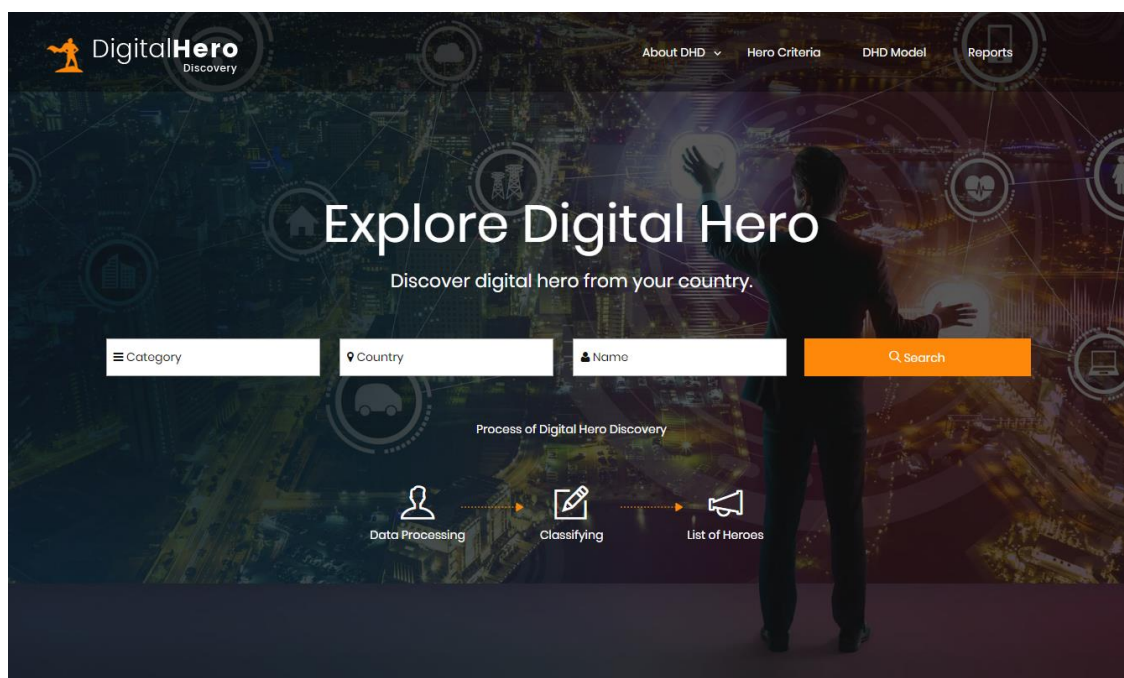 DigitalHero
Discovery
About DHD
Hero Criteria
DHD Model
Reports
Explore Digital Hero
Discover digital hero from your country.
Category
Country
Name
Search
Process of Digital Hero Discovery
Data Processing
Classifying
List of Heroes